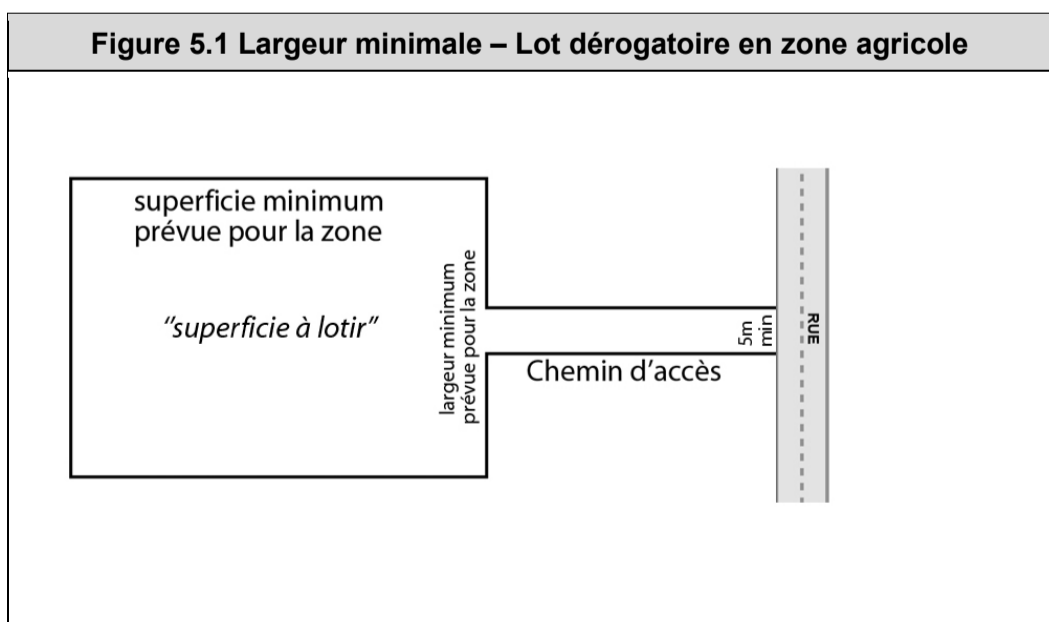 Figure 5.1 Largeur minimale – Lot dérogatoire en zone agricole
superficie minimum
prévue pour la zone
"superficie à lotir"
largeur minimum
prévue pour la zone
5m
min
RUE
Chemin d'accès